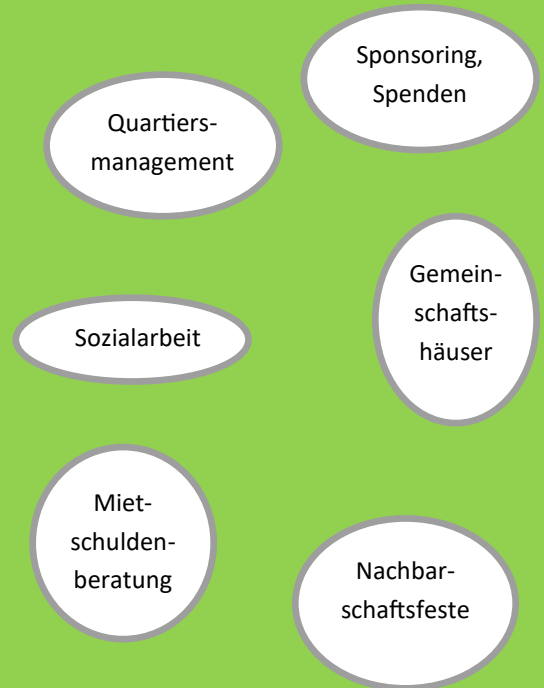 Sponsoring,
Spenden
Quartiers-
management
Gemein-
schafts-
häuser
Sozialarbeit
Miet-
schulden-
beratung
Nachbar-
schaftsfeste